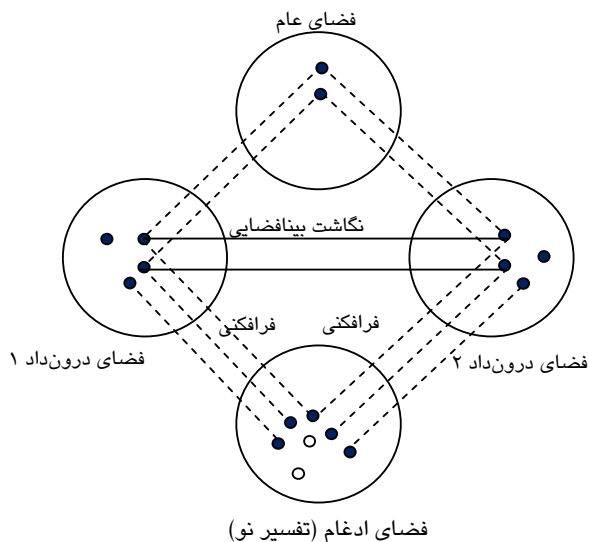 فضای عام
نگاشت بینافضایی
فرافکنی
فرافکنی
فضای درون‌داد ۲
فضای درون‌داد ۱
فضای ادغام (تفسیر نو)